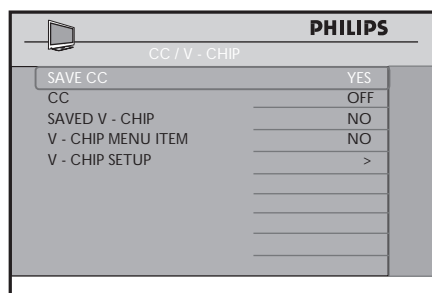 PHILIPS
CC / V - CHIP
SAVE CC YES
CC OFF
SAVED V - CHIP NO
V - CHIP MENU ITEM NO
V - CHIP SETUP >